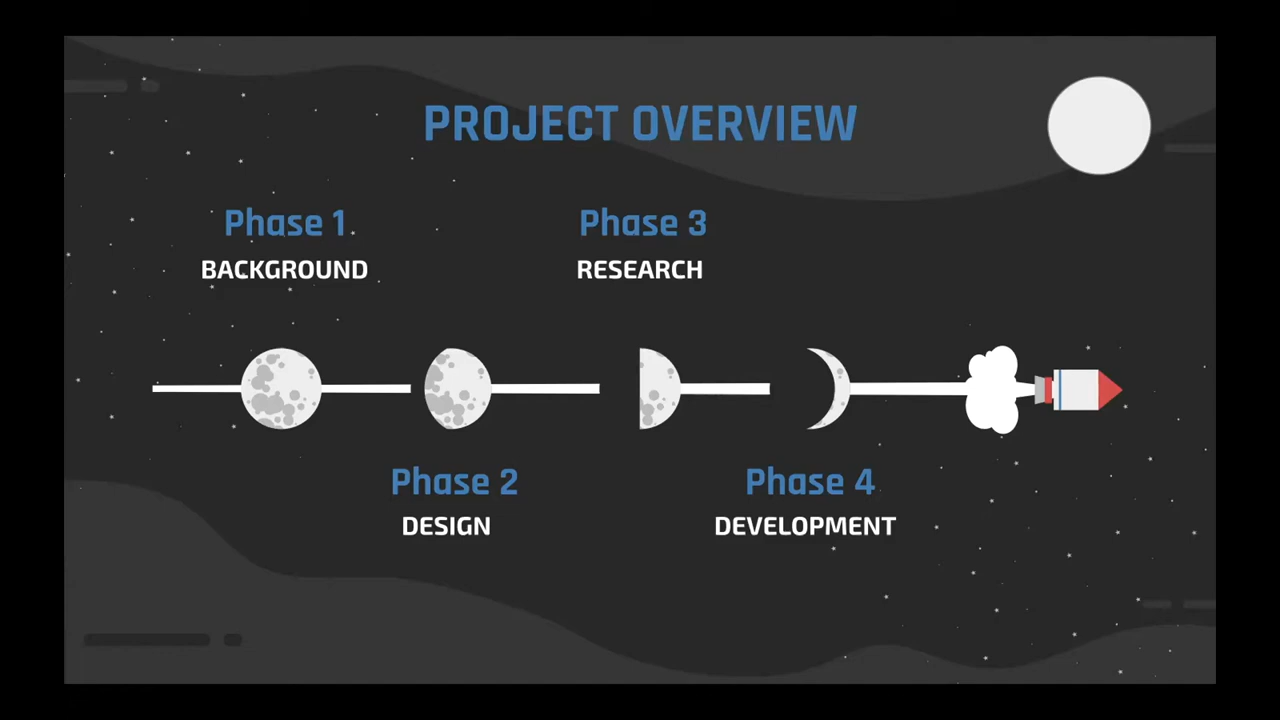 PROJECT OVERVIEW
Phase 1
BACKGROUND
Phase 2
DESIGN
Phase 3
RESEARCH
Phase 4
DEVELOPMENT